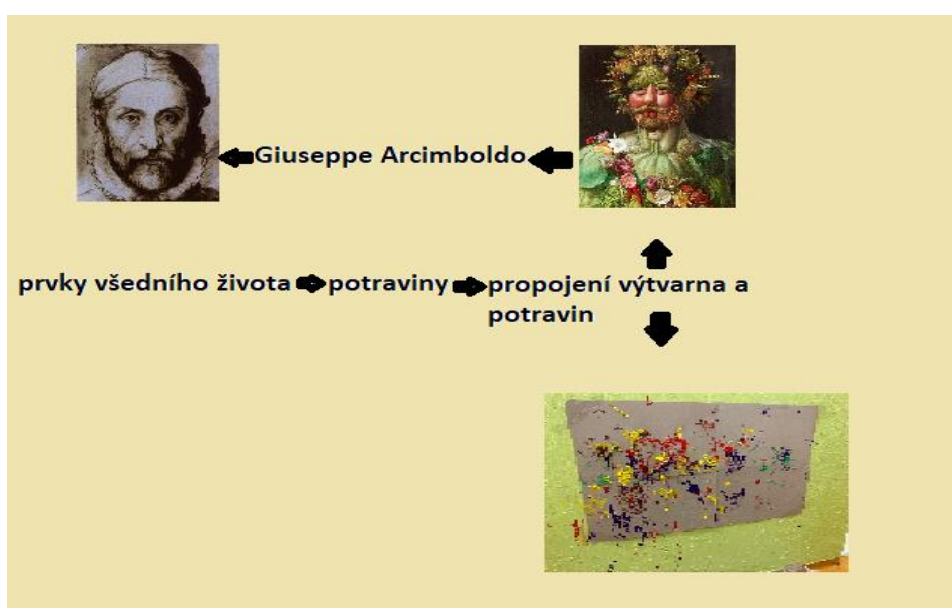 Giuseppe Arcimboldo
prvky všedního života
potraviny
propojení výtvarna a
potravin